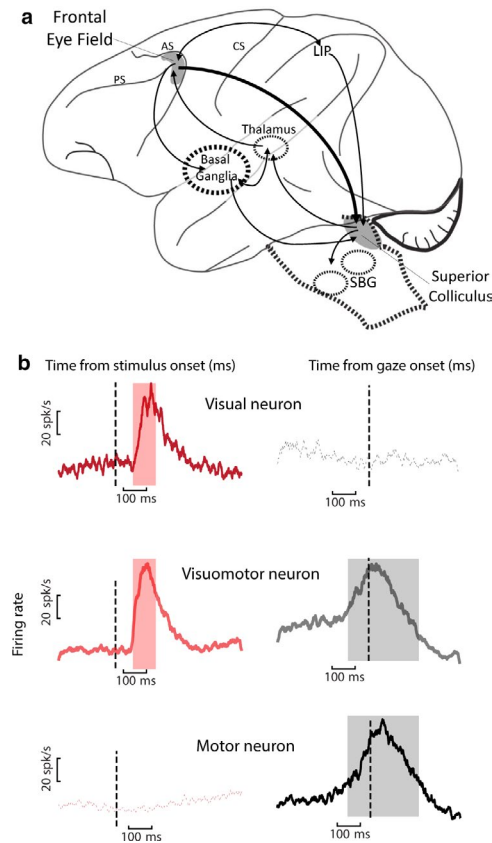 a
Frontal
Eye Field
AS
CS
LIP
PS
Thalamus
Basal
Ganglia
SBG
Superior
Colliculus
b
Time from stimulus onset (ms)
Time from gaze onset (ms)
Visual neuron
20 spk/s
100 ms
100 ms
Visuomotor neuron
20 spk/s
Firing rate
100 ms
100 ms
Motor neuron
20 spk/s
100 ms
100 ms